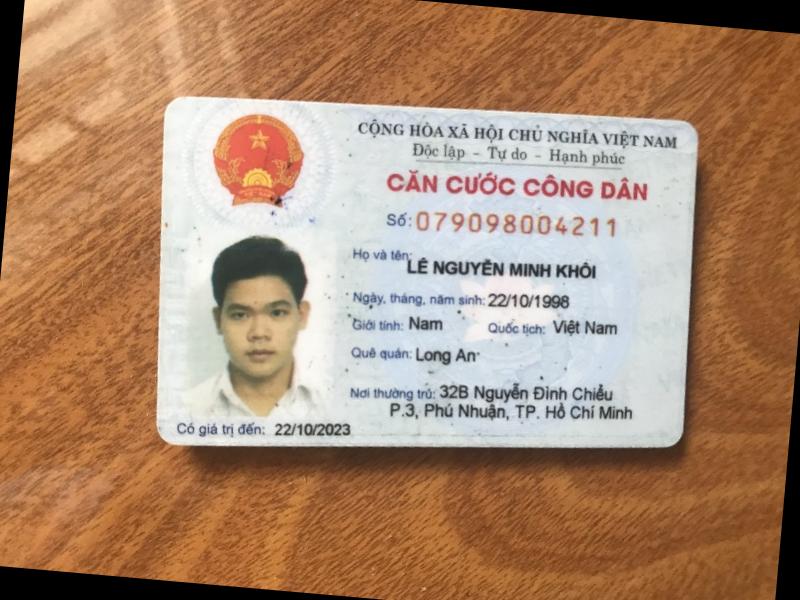 CỘNG HÒA XÃ HỘI CHỦ NGHĨA VIỆT NAM
Độc lập - Tự do - Hạnh phúc
CĂN CƯỚC CÔNG DÂN
Số: 079098004211
Họ và tên: LÊ NGUYỄN MINH KHÔI
Ngày, tháng, năm sinh: 22/10/1998
Giới tính: Nam Quốc tịch: Việt Nam
Quê quán: Long An
Nơi thường trú: 32B Nguyễn Đình Chiểu
P.3, Phú Nhuận, TP. Hồ Chí Minh
Có giá trị đến: 22/10/2023